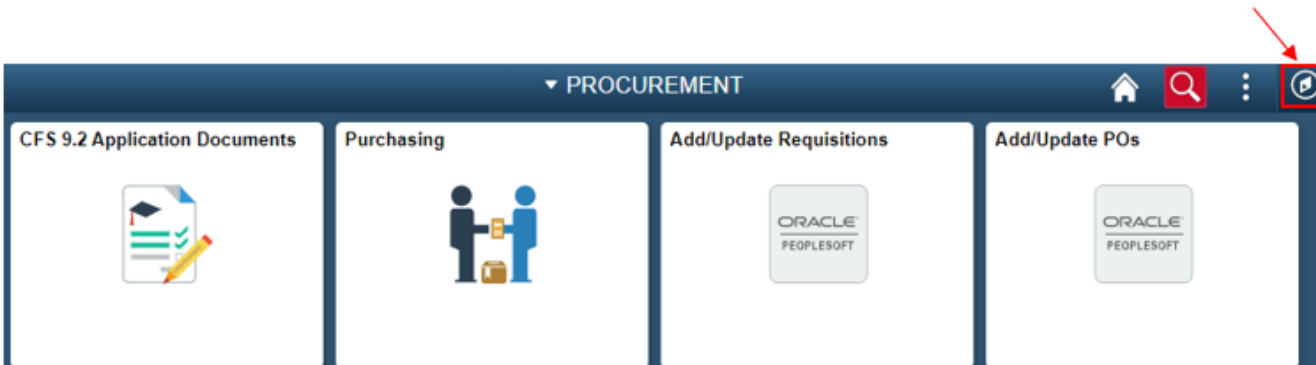 PROCUREMENT
CFS 9.2 Application Documents
Purchasing
Add/Update Requisitions
Add/Update POs
ORACLE
PEOPLESOFT
ORACLE
PEOPLESOFT